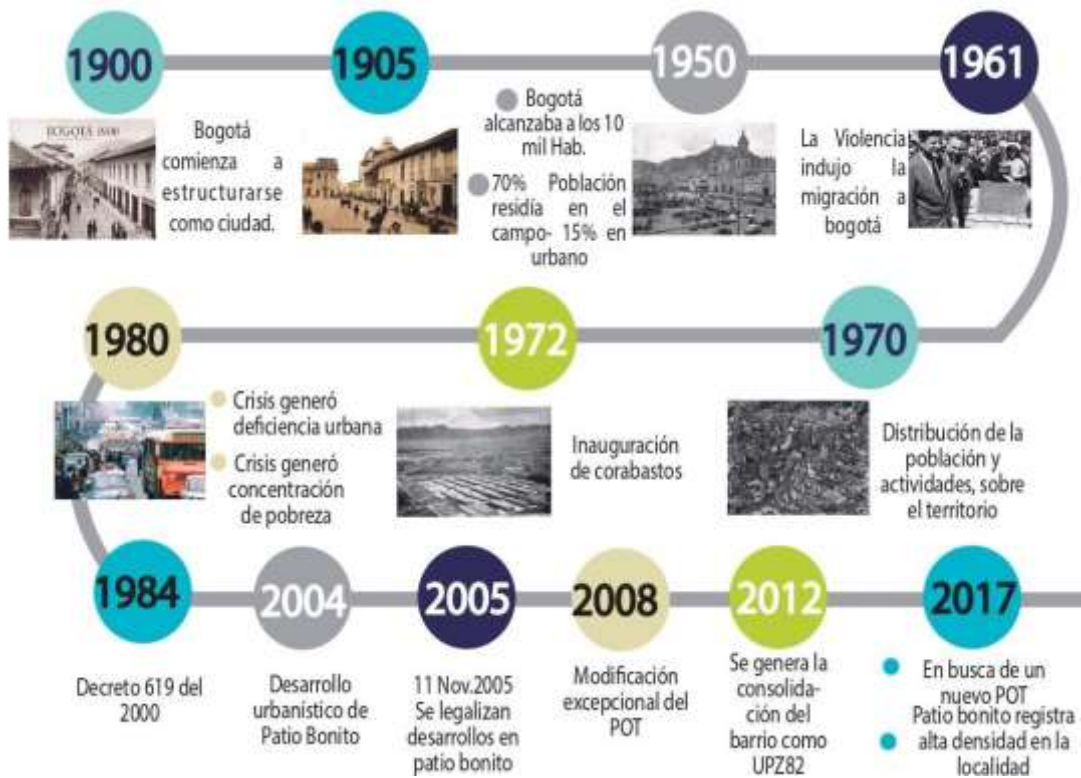 1900
1905
1950
1961
BOGOTÁ 1900
Bogotá
comienza a
estructurarse
como ciudad.
Bogotá
alcanzaba a los 10
mil Hab.
70% Población
residía en el
campo- 15% en
urbano
La Violencia
indujo la
migración a
bogotá
1980
1972
1970
Crisis generó
deficiencia urbana
Crisis generó
concentración
de pobreza
Inauguración
de corabastos
Distribución de la
población y
actividades, sobre
el territorio
1984
2004
2005
2008
2012
2017
Decreto 619 del
2000
Desarrollo
urbanístico de
Patio Bonito
11 Nov.2005
Se legalizan
desarrollos en
patio bonito
Modificación
excepcional del
POT
Se genera la
consolida-
ción del
barrio como
UPZ82
En busca de un
nuevo POT
Patio bonito registra
alta densidad en la
localidad